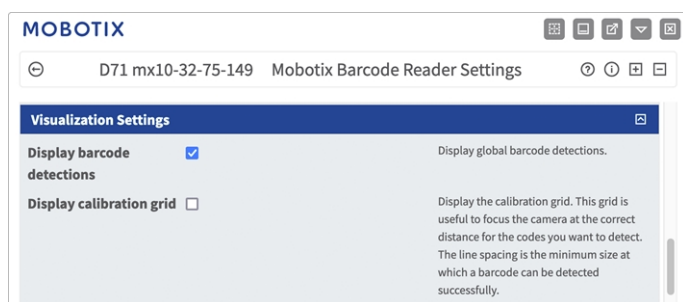 MOBOTIX
D71 mx10-32-75-149 Mobotix Barcode Reader Settings
Visualization Settings
Display barcode
detections
Display global barcode detections.
Display calibration grid
Display the calibration grid. This grid is
useful to focus the camera at the correct
distance for the codes you want to detect.
The line spacing is the minimum size at
which a barcode can be detected
successfully.